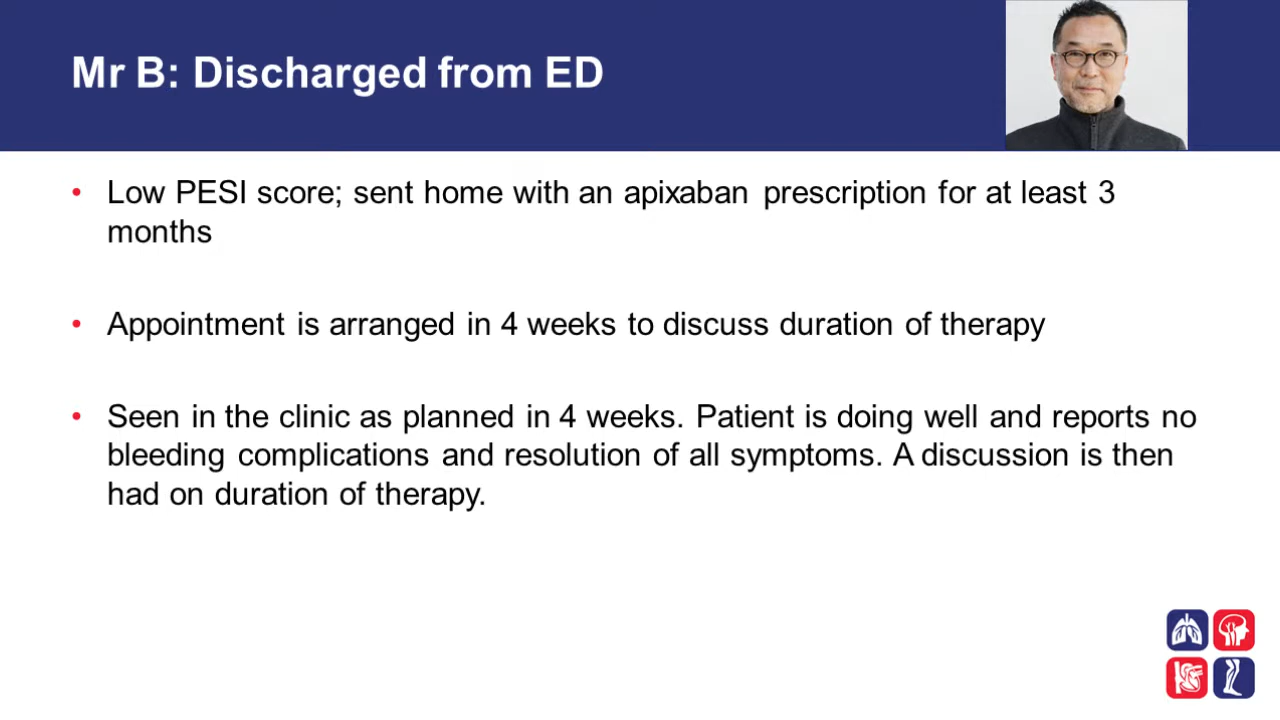 Mr B: Discharged from ED
• Low PESI score; sent home with an apixaban prescription for at least 3
months
• Appointment is arranged in 4 weeks to discuss duration of therapy
• Seen in the clinic as planned in 4 weeks. Patient is doing well and reports no
bleeding complications and resolution of all symptoms. A discussion is then
had on duration of therapy.